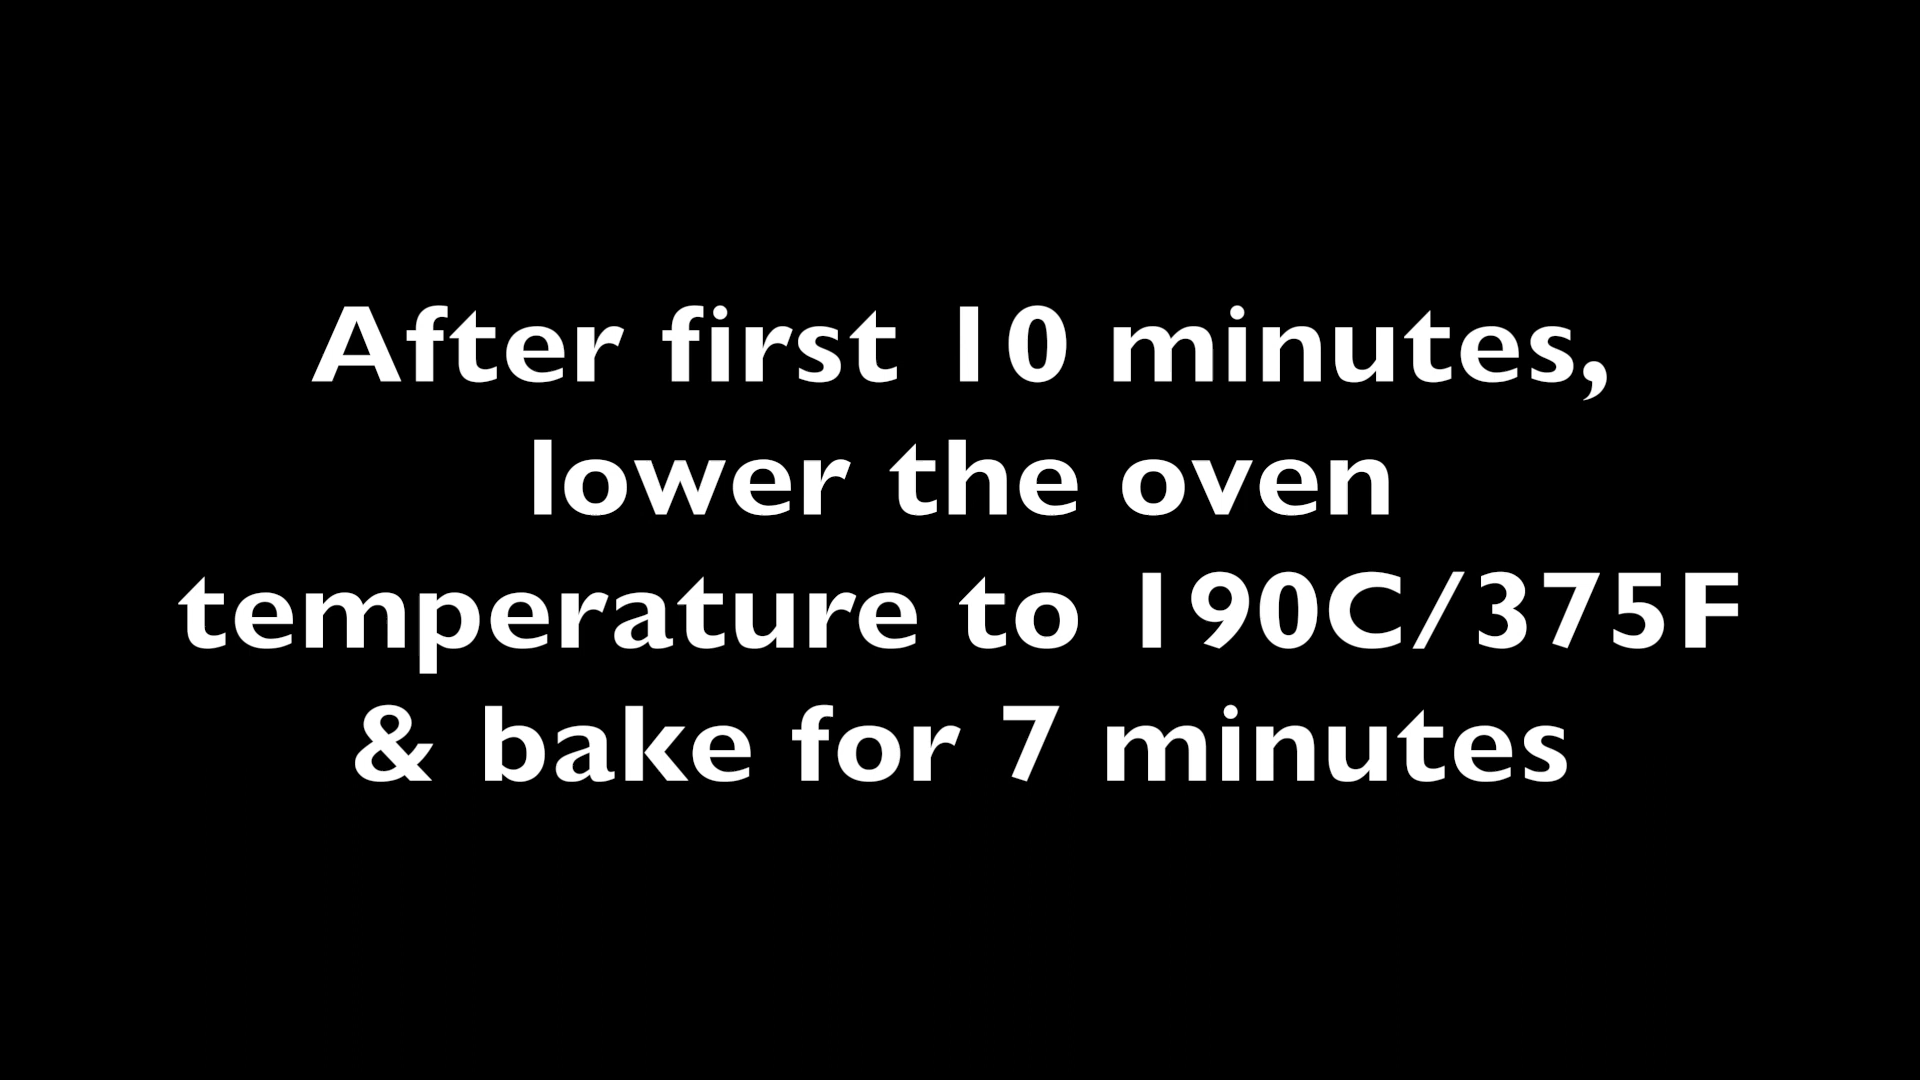 After first 10 minutes,
lower the oven
temperature to 190C/375F
& bake for 7 minutes